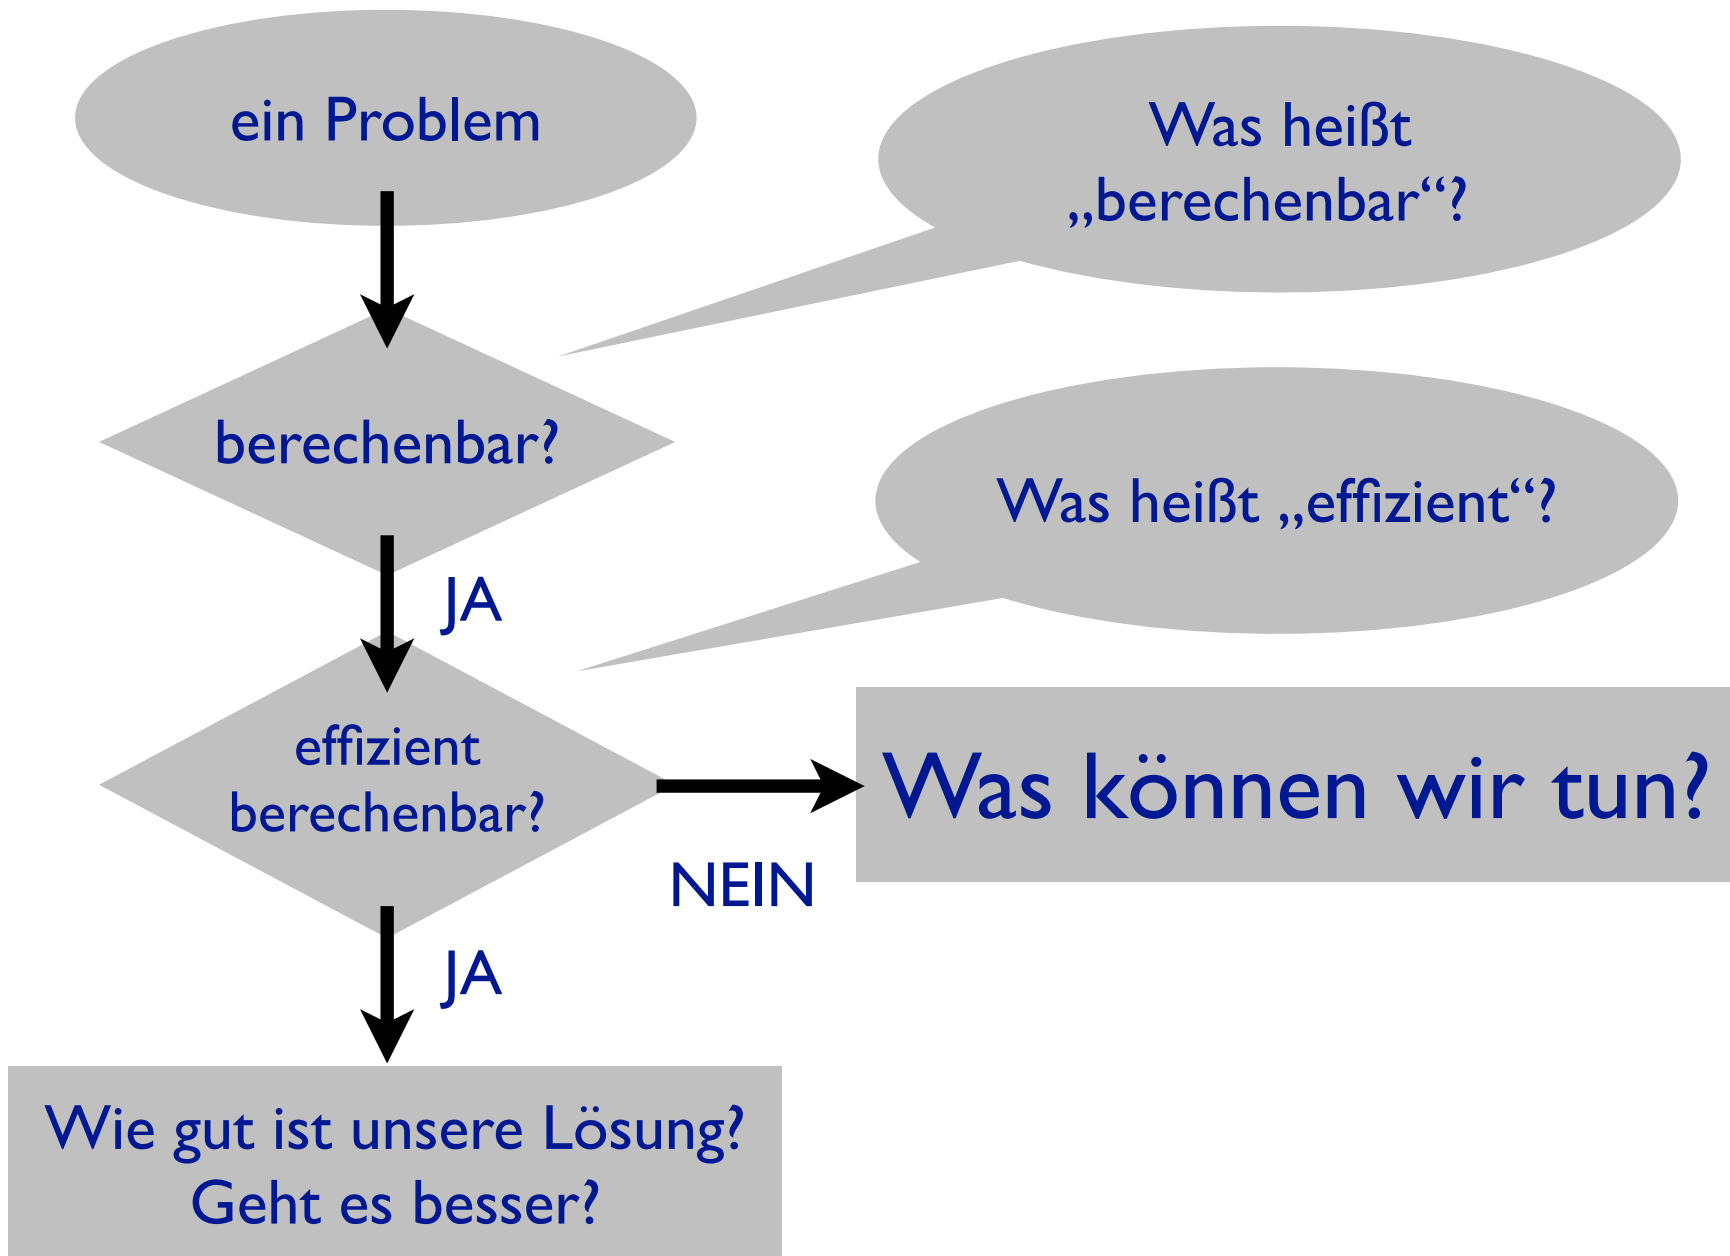 ein Problem
Was heißt
„berechenbar“?
berechenbar?
Was heißt „effizient“?
JA
effizient
berechenbar?
Was können wir tun?
NEIN
JA
Wie gut ist unsere Lösung?
Geht es besser?